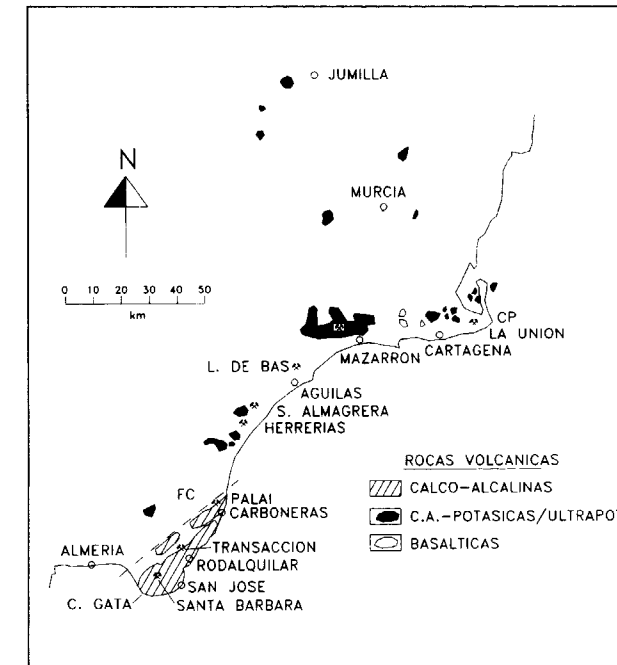 JUMILLA
N
MURCIA
0 10 20 30 40 50
km
CP
LA UNION
CARTAGENA
MAZARRON
L. DE BAS
AGUILAS
S. ALMAGRERA
HERRERIAS
ROCAS VOLCANICAS
CALCO-ALCALINAS
C.A.-POTASICAS/ULTRAPOT
BASALTICAS
FC
PALAI
CARBONERAS
ALMERIA
TRANSACCION
RODALQUILAR
SAN JOSE
C. GATA
SANTA BARBARA